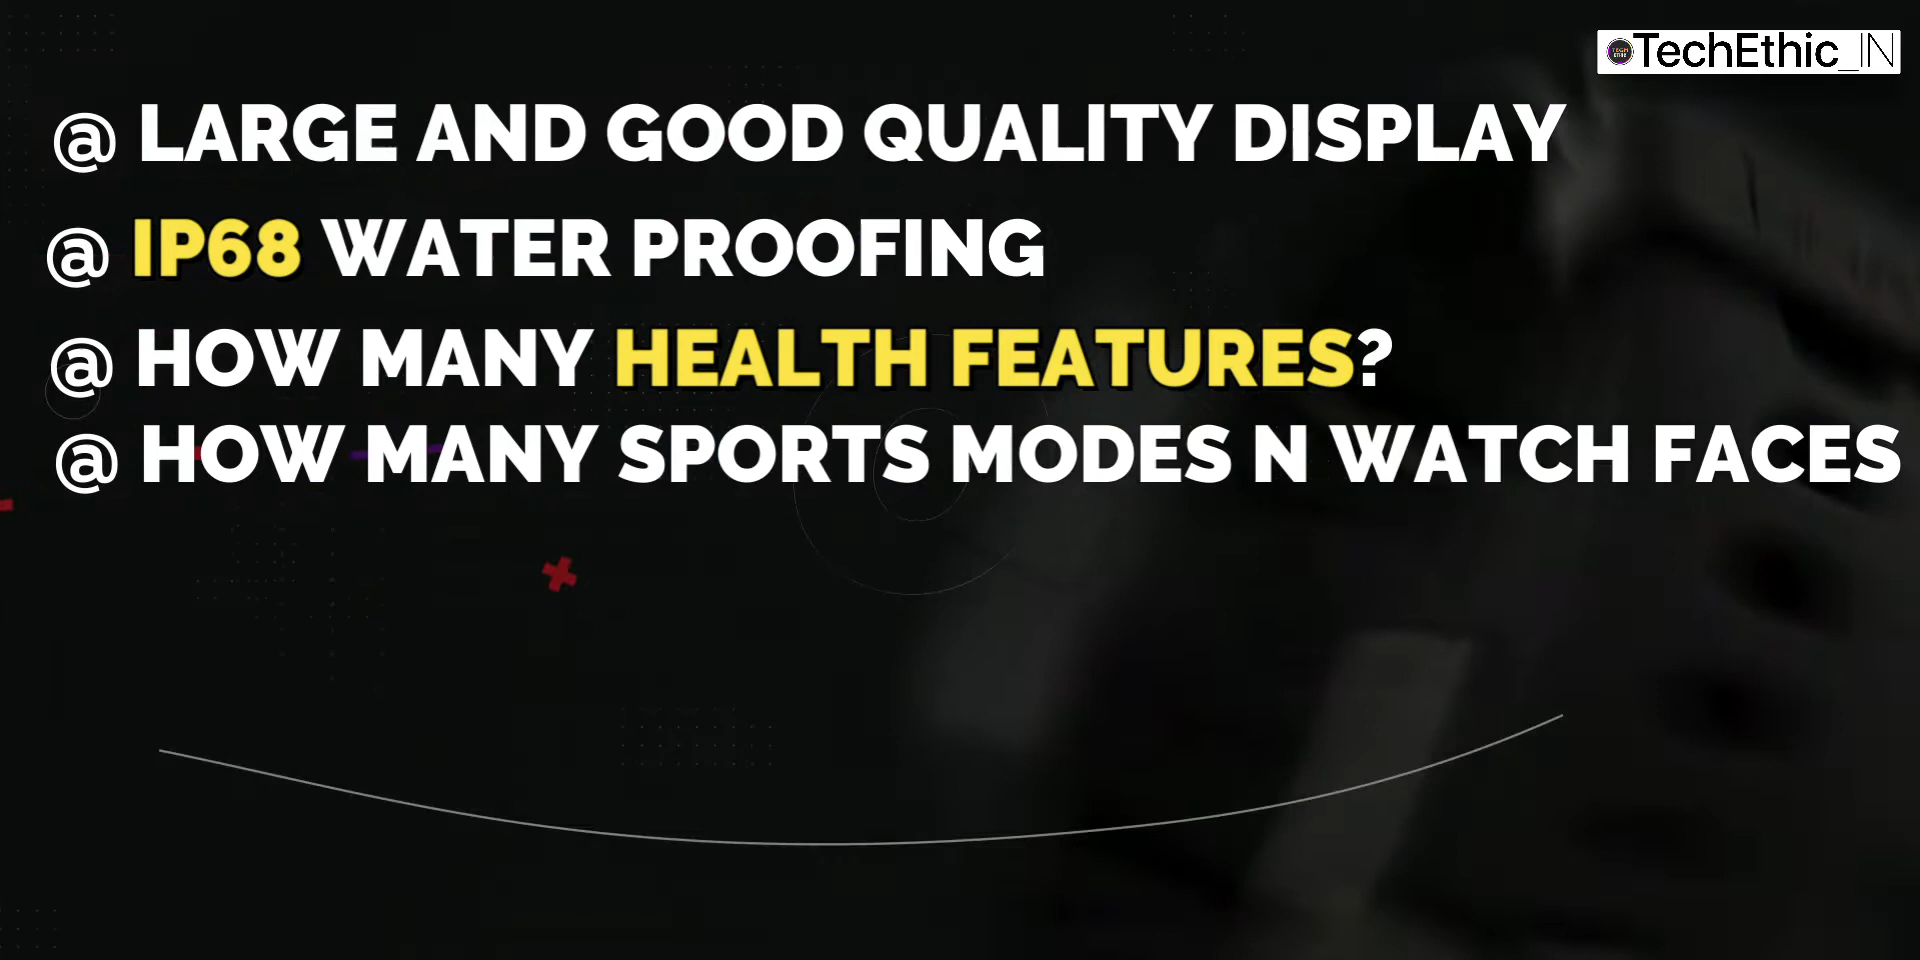 TechEthic_IN
@ LARGE AND GOOD QUALITY DISPLAY
@ IP68 WATER PROOFING
@ HOW MANY HEALTH FEATURES?
@ HOW MANY SPORTS MODES N WATCH FACES